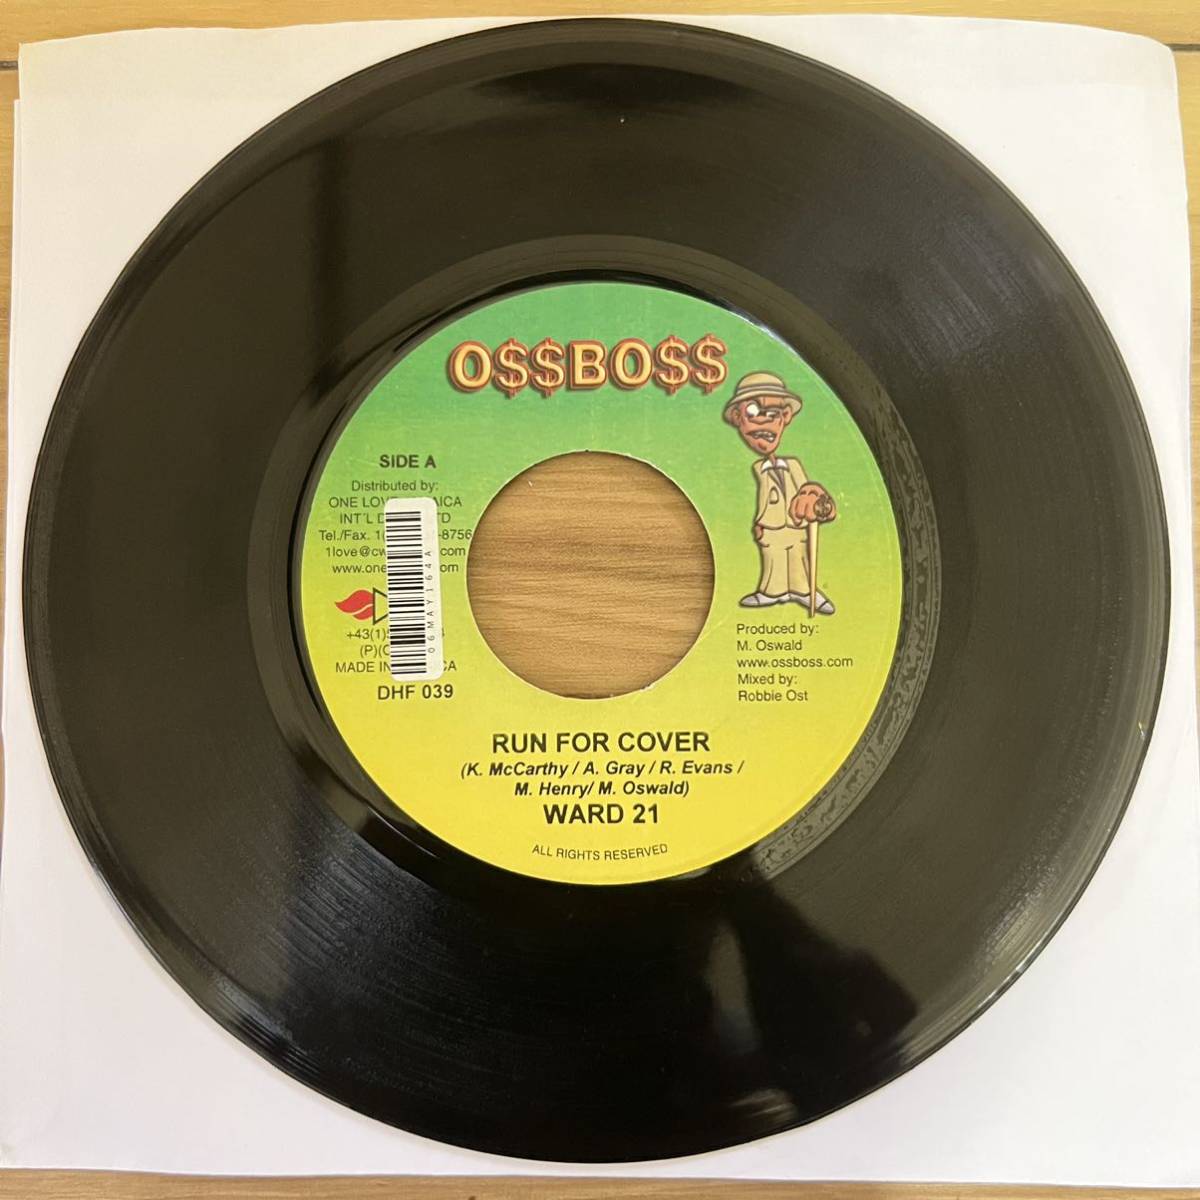 O$$BO$$
SIDE A
Distributed by:
ONE LOVE
INT'L
Tel./Fax. 1( -8756
1love@ .com
www. .com
+43(1)
(P)
MADE IN
DHF 039
06MAY164A
Produced by:
M. Oswald
www.ossboss.com
Mixed by:
Robbie Ost
RUN FOR COVER
(K. McCarthy / A. Gray / R. Evans /
M. Henry/ M. Oswald)
WARD 21
ALL RIGHTS RESERVED